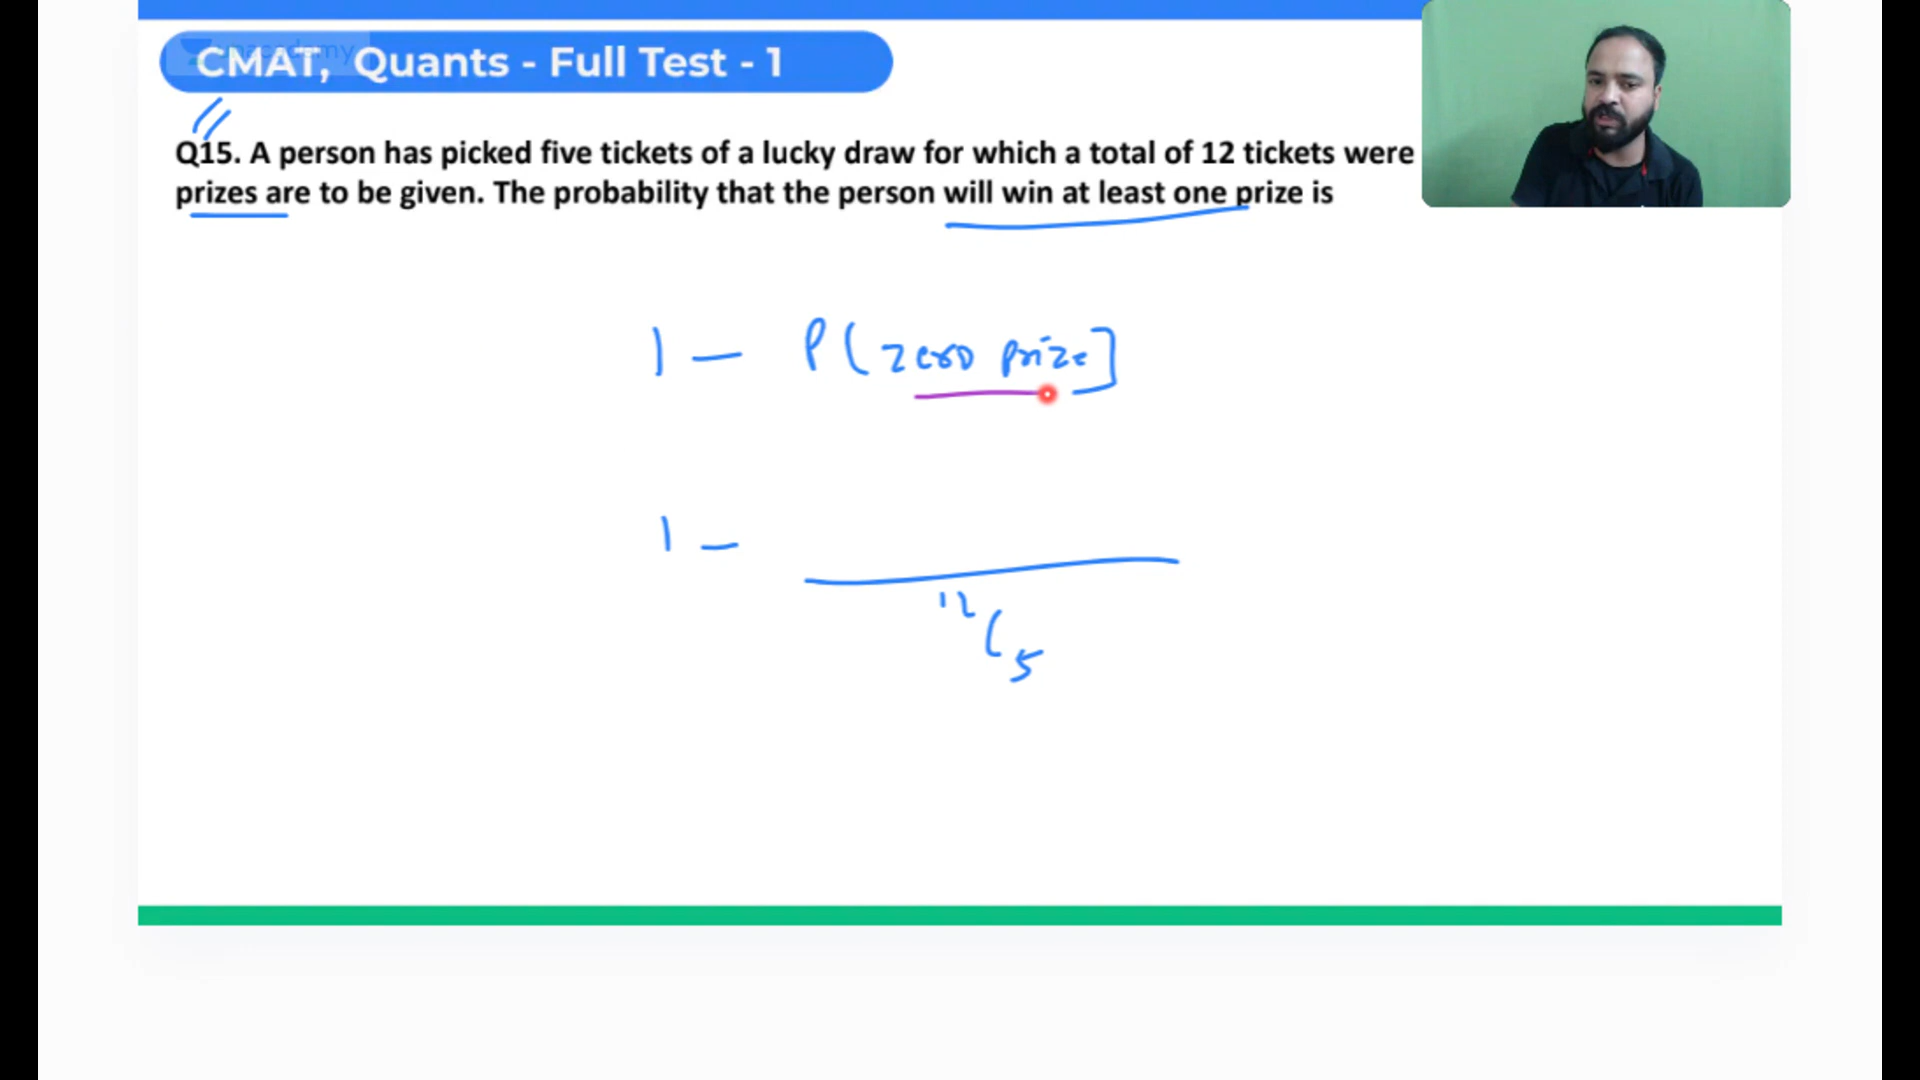 CMAT, Quants - Full Test - 1
Q15. A person has picked five tickets of a lucky draw for which a total of 12 tickets were
prizes are to be given. The probability that the person will win at least one prize is
1 - P(zero prize]
1 -
12C5